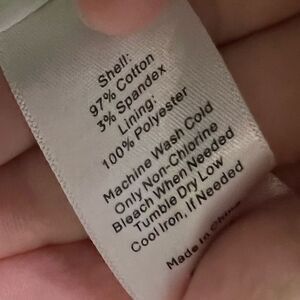 Shell:
97% Cotton
3% Spandex
Lining:
100% Polyester
Machine Wash Cold
Only Non-Chlorine
Bleach When Needed
Tumble Dry Low
Cool Iron, If Needed
Made in China